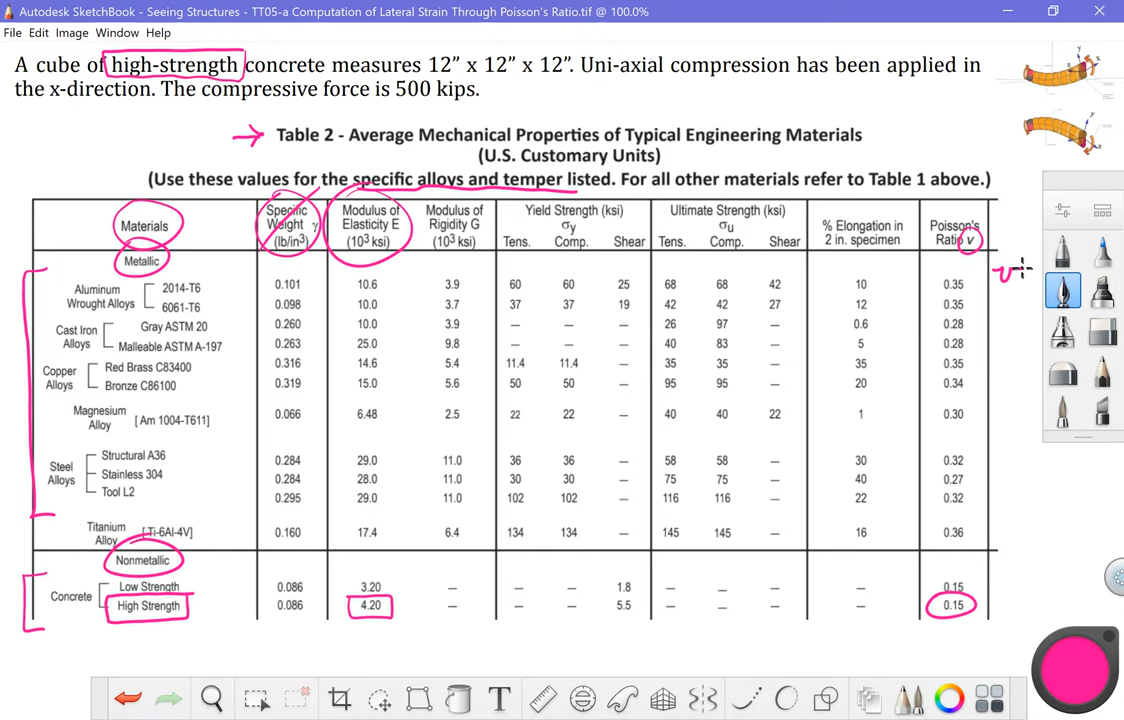 Autodesk SketchBook - Seeing Structures - TT05-a Computation of Lateral Strain Through Poisson's Ratio.tif @ 100.0%
File Edit Image Window Help
A cube of high-strength concrete measures 12” x 12” x 12”. Uni-axial compression has been applied in
the x-direction. The compressive force is 500 kips.
Table 2 - Average Mechanical Properties of Typical Engineering Materials
(U.S. Customary Units)
(Use these values for the specific alloys and temper listed. For all other materials refer to Table 1 above.)
Materials Specific Weight γ (lb/in³) Modulus of Elasticity E (10³ ksi) Modulus of Rigidity G (10³ ksi) Yield Strength (ksi) σy Tens. Comp. Shear Ultimate Strength (ksi) σu Tens. Comp. Shear % Elongation in 2 in. specimen Poisson's Ratio ν
Metallic
ν
Aluminum Wrought Alloys 2014-T6 0.101 10.6 3.9 60 60 25 68 68 42 10 0.35
6061-T6 0.098 10.0 3.7 37 37 19 42 42 27 12 0.35
Cast Iron Alloys Gray ASTM 20 0.260 10.0 3.9 – – – 26 97 – 0.6 0.28
Malleable ASTM A-197 0.263 25.0 9.8 – – – 40 83 – 5 0.28
Copper Alloys Red Brass C83400 0.316 14.6 5.4 11.4 11.4 – 35 35 – 35 0.35
Bronze C86100 0.319 15.0 5.6 50 50 – 95 95 – 20 0.34
Magnesium Alloy [Am 1004-T611] 0.066 6.48 2.5 22 22 – 40 40 22 1 0.30
Steel Alloys Structural A36 0.284 29.0 11.0 36 36 – 58 58 – 30 0.32
Stainless 304 0.284 28.0 11.0 30 30 – 75 75 – 40 0.27
Tool L2 0.295 29.0 11.0 102 102 – 116 116 – 22 0.32
Titanium Alloy [Ti-6Al-4V] 0.160 17.4 6.4 134 134 – 145 145 – 16 0.36
Nonmetallic
Concrete Low Strength 0.086 3.20 – – – 1.8 – – – – 0.15
High Strength 0.086 4.20 – – – 5.5 – – – – 0.15